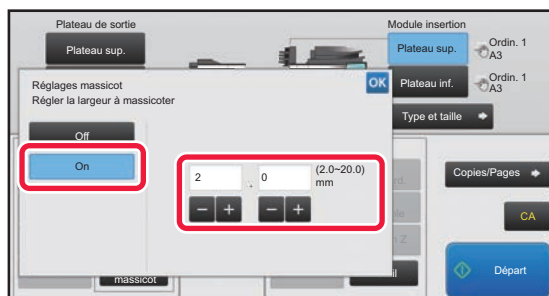 Plateau de sortie
Module insertion
Plateau sup.
Plateau sup.
Ordin. 1
A3
Réglages massicot
OK
Plateau inf.
Ordin. 1
A3
Régler la largeur à massicoter
Type et taille
Off
On
2 . 0 (2.0~20.0)
mm
− + − +
Copies/Pages
CA
massicot
Départ